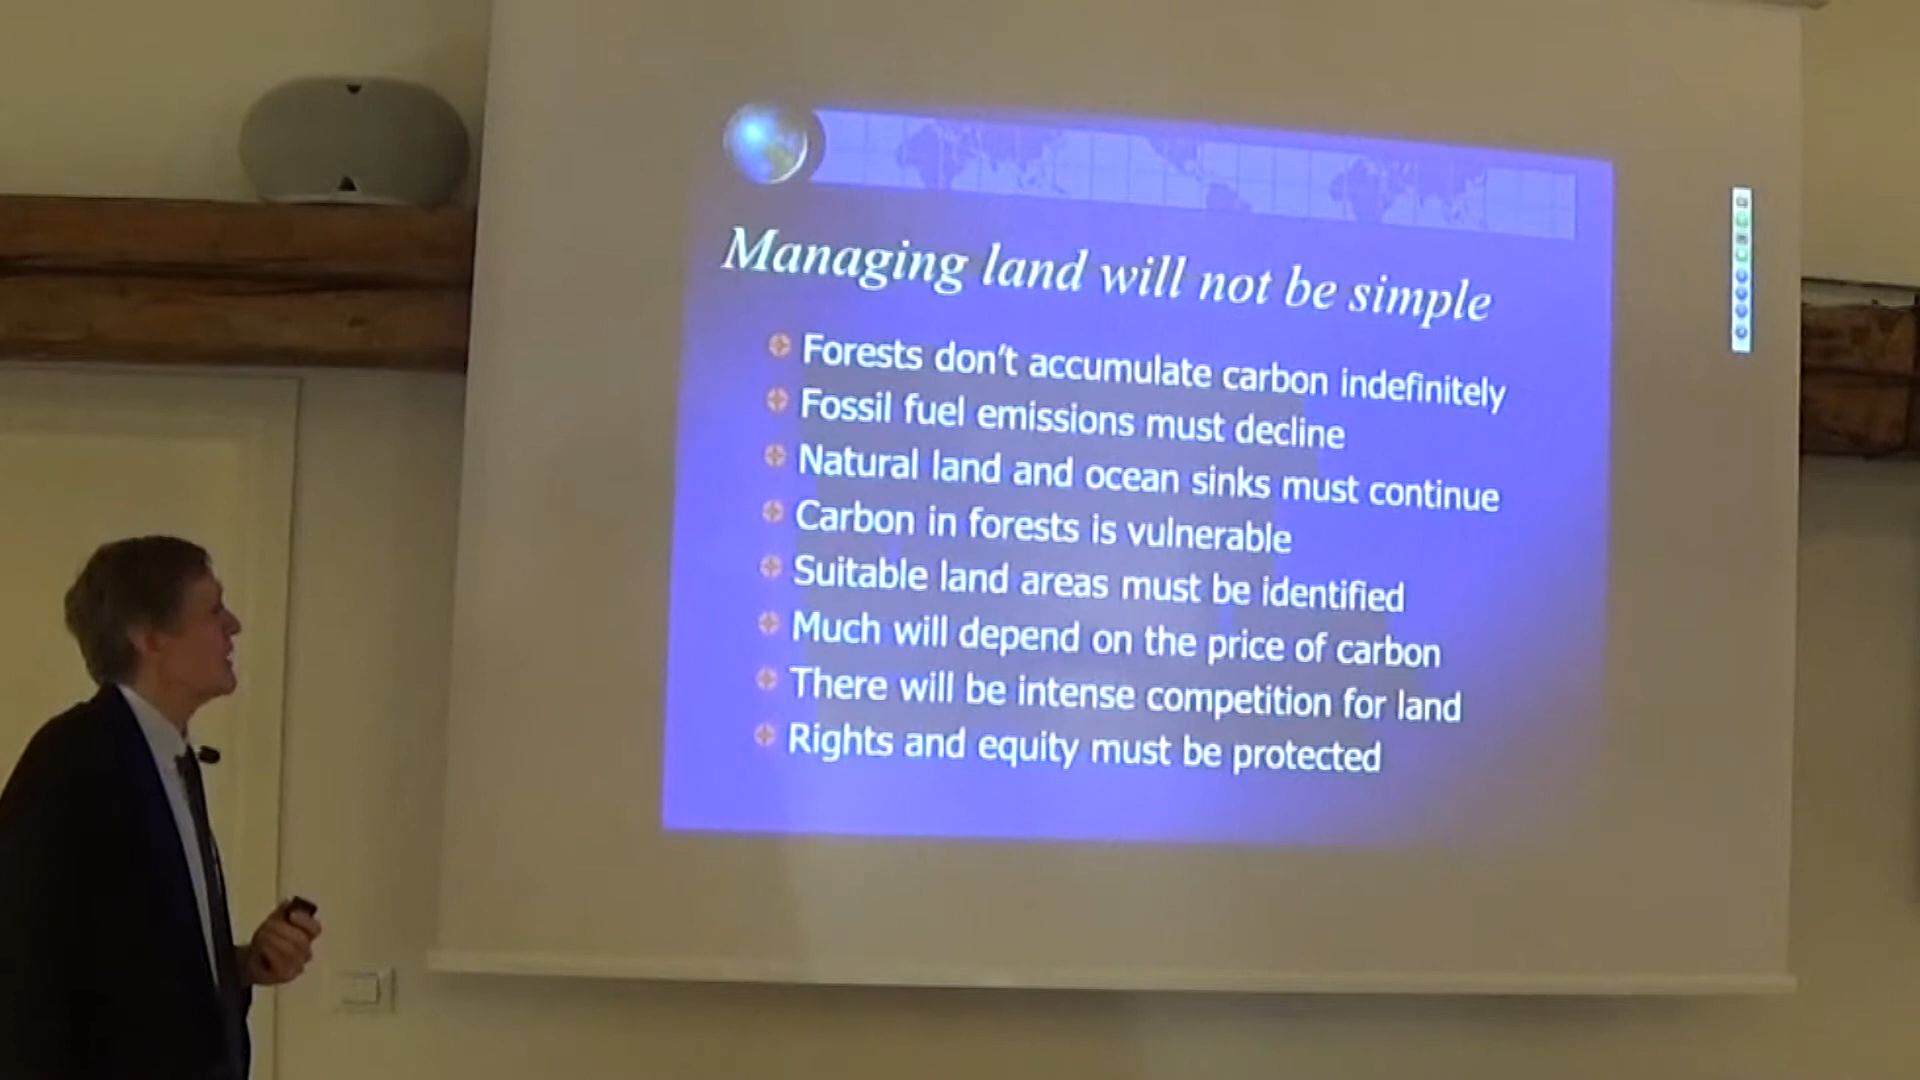 Managing land will not be simple
Forests don't accumulate carbon indefinitely
Fossil fuel emissions must decline
Natural land and ocean sinks must continue
Carbon in forests is vulnerable
Suitable land areas must be identified
Much will depend on the price of carbon
There will be intense competition for land
Rights and equity must be protected